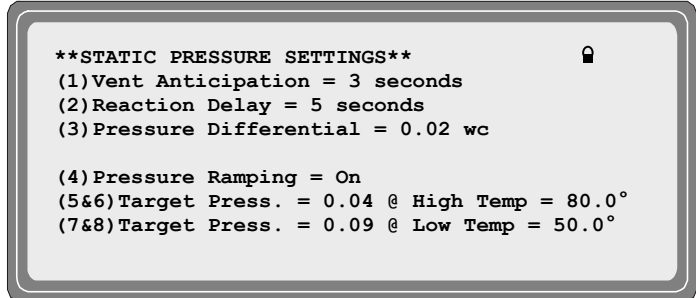 **STATIC PRESSURE SETTINGS**
(1)Vent Anticipation = 3 seconds
(2)Reaction Delay = 5 seconds
(3)Pressure Differential = 0.02 wc
(4)Pressure Ramping = On
(5&6)Target Press. = 0.04 @ High Temp = 80.0°
(7&8)Target Press. = 0.09 @ Low Temp = 50.0°